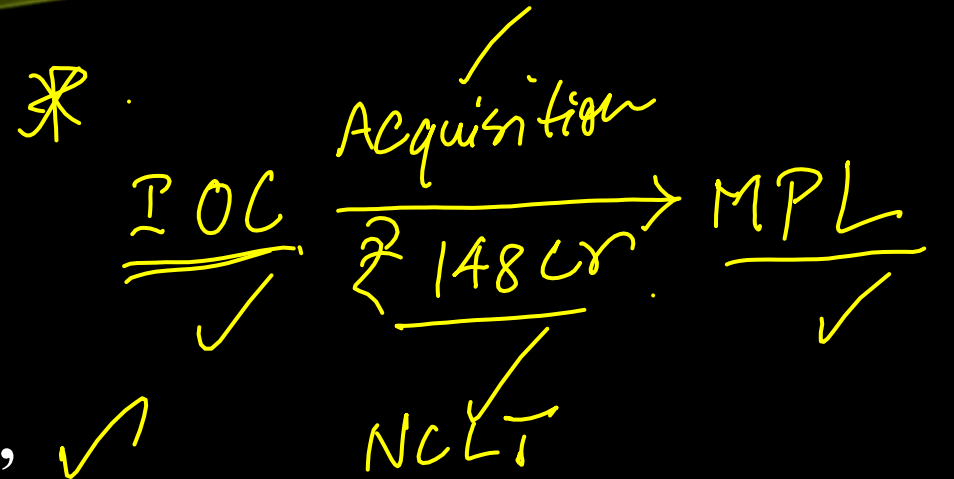 Acquisition
IOC → MPL
₹ 148 cr
NCLT
,